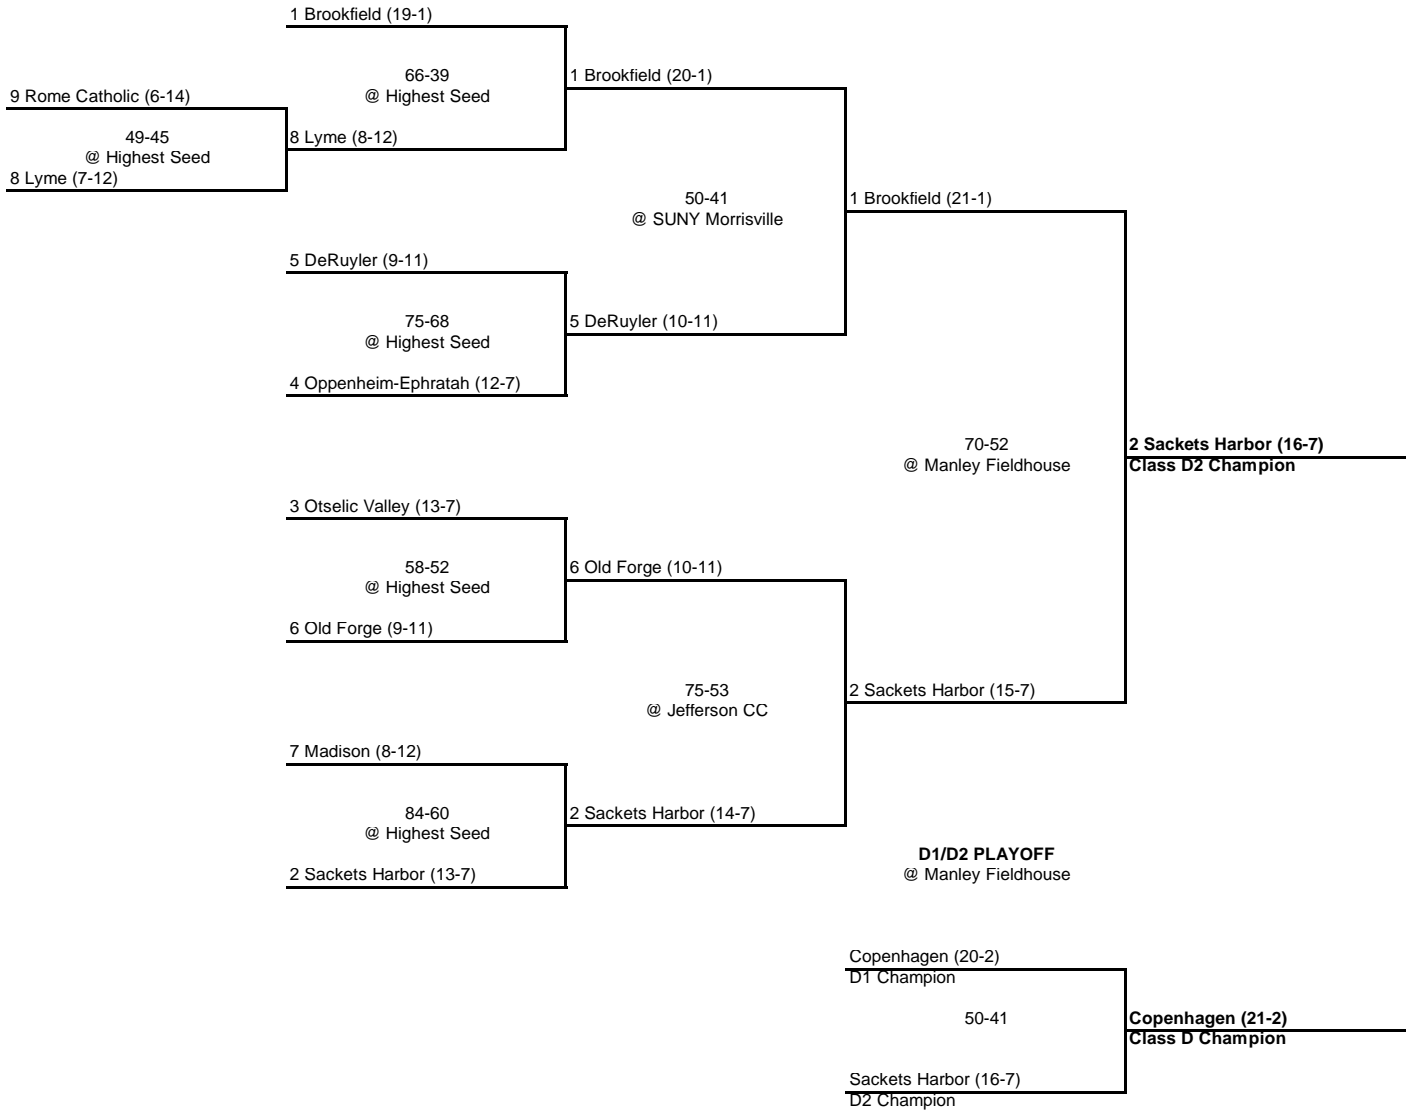 1 Brookfield (19-1)
66-39
@ Highest Seed
1 Brookfield (20-1)
9 Rome Catholic (6-14)
49-45
@ Highest Seed
8 Lyme (8-12)
8 Lyme (7-12)
50-41
@ SUNY Morrisville
1 Brookfield (21-1)
5 DeRuyler (9-11)
75-68
@ Highest Seed
5 DeRuyler (10-11)
4 Oppenheim-Ephratah (12-7)
70-52
@ Manley Fieldhouse
2 Sackets Harbor (16-7)
Class D2 Champion
3 Otselic Valley (13-7)
58-52
@ Highest Seed
6 Old Forge (10-11)
6 Old Forge (9-11)
75-53
@ Jefferson CC
2 Sackets Harbor (15-7)
7 Madison (8-12)
84-60
@ Highest Seed
2 Sackets Harbor (14-7)
2 Sackets Harbor (13-7)
D1/D2 PLAYOFF
@ Manley Fieldhouse
Copenhagen (20-2)
D1 Champion
50-41
Copenhagen (21-2)
Class D Champion
Sackets Harbor (16-7)
D2 Champion